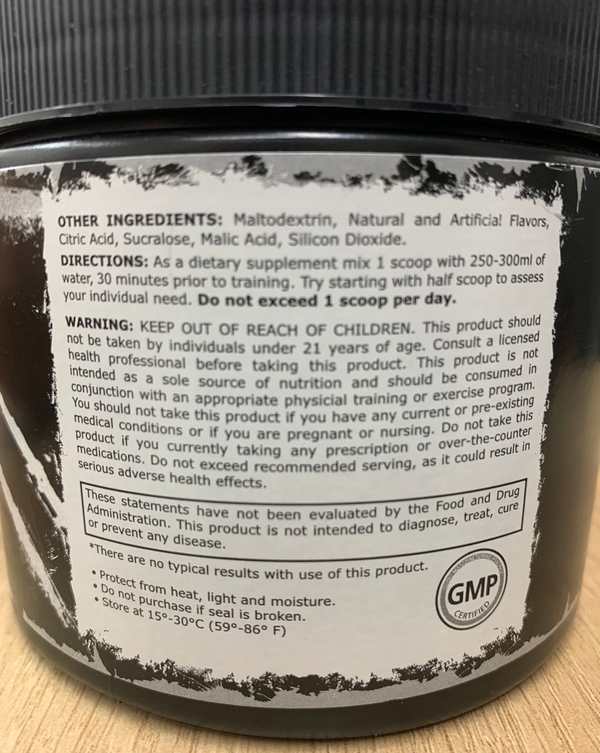 OTHER INGREDIENTS: Maltodextrin, Natural and Artificial Flavors,
Citric Acid, Sucralose, Malic Acid, Silicon Dioxide.
DIRECTIONS: As a dietary supplement mix 1 scoop with 250-300ml of
water, 30 minutes prior to training. Try starting with half scoop to assess
your individual need. Do not exceed 1 scoop per day.
WARNING: KEEP OUT OF REACH OF CHILDREN. This product should
not be taken by individuals under 21 years of age. Consult a licensed
health professional before taking this product. This product is not
intended as a sole source of nutrition and should be consumed in
conjunction with an appropriate physicial training or exercise program.
You should not take this product if you have any current or pre-existing
medical conditions or if you are pregnant or nursing. Do not take this
product if you currently taking any prescription or over-the-counter
medications. Do not exceed recommended serving, as it could result in
serious adverse health effects.
These statements have not been evaluated by the Food and Drug
Administration. This product is not intended to diagnose, treat, cure
or prevent any disease.
*There are no typical results with use of this product.
• Protect from heat, light and moisture.
• Do not purchase if seal is broken.
• Store at 15°-30°C (59°-86° F)
GMP
CERTIFIED